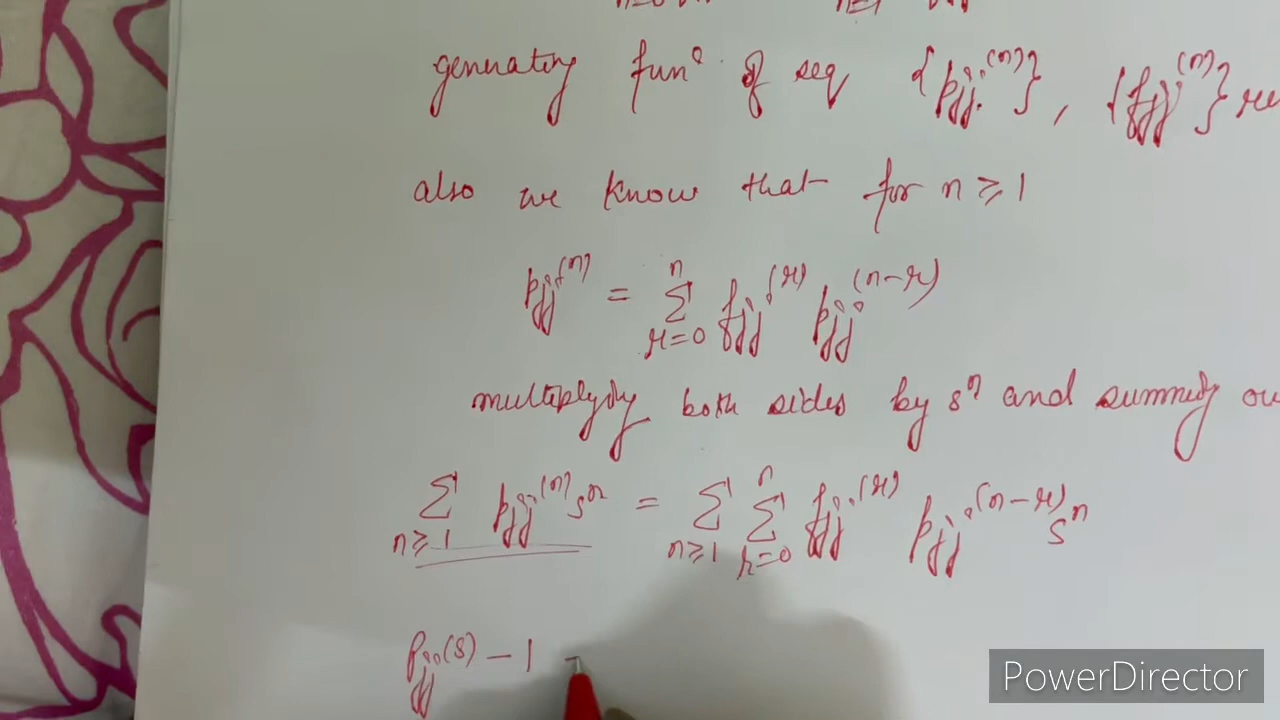 generating fun° of seq {pjj⁽ⁿ⁾}, {fjj⁽ⁿ⁾}
also we know that for n ≥ 1
pjj⁽ⁿ⁾ = Σ_{r=0}^{n} fjj^{(r)} pjj^{(n-r)}
multiplying both sides by sⁿ and summing
Σ_{n≥1} pjj⁽ⁿ⁾ sⁿ = Σ_{n≥1} Σ_{r=0}^{n} fjj^{(r)} pjj^{(n-r)} sⁿ
Pjj(s) – 1
PowerDirector